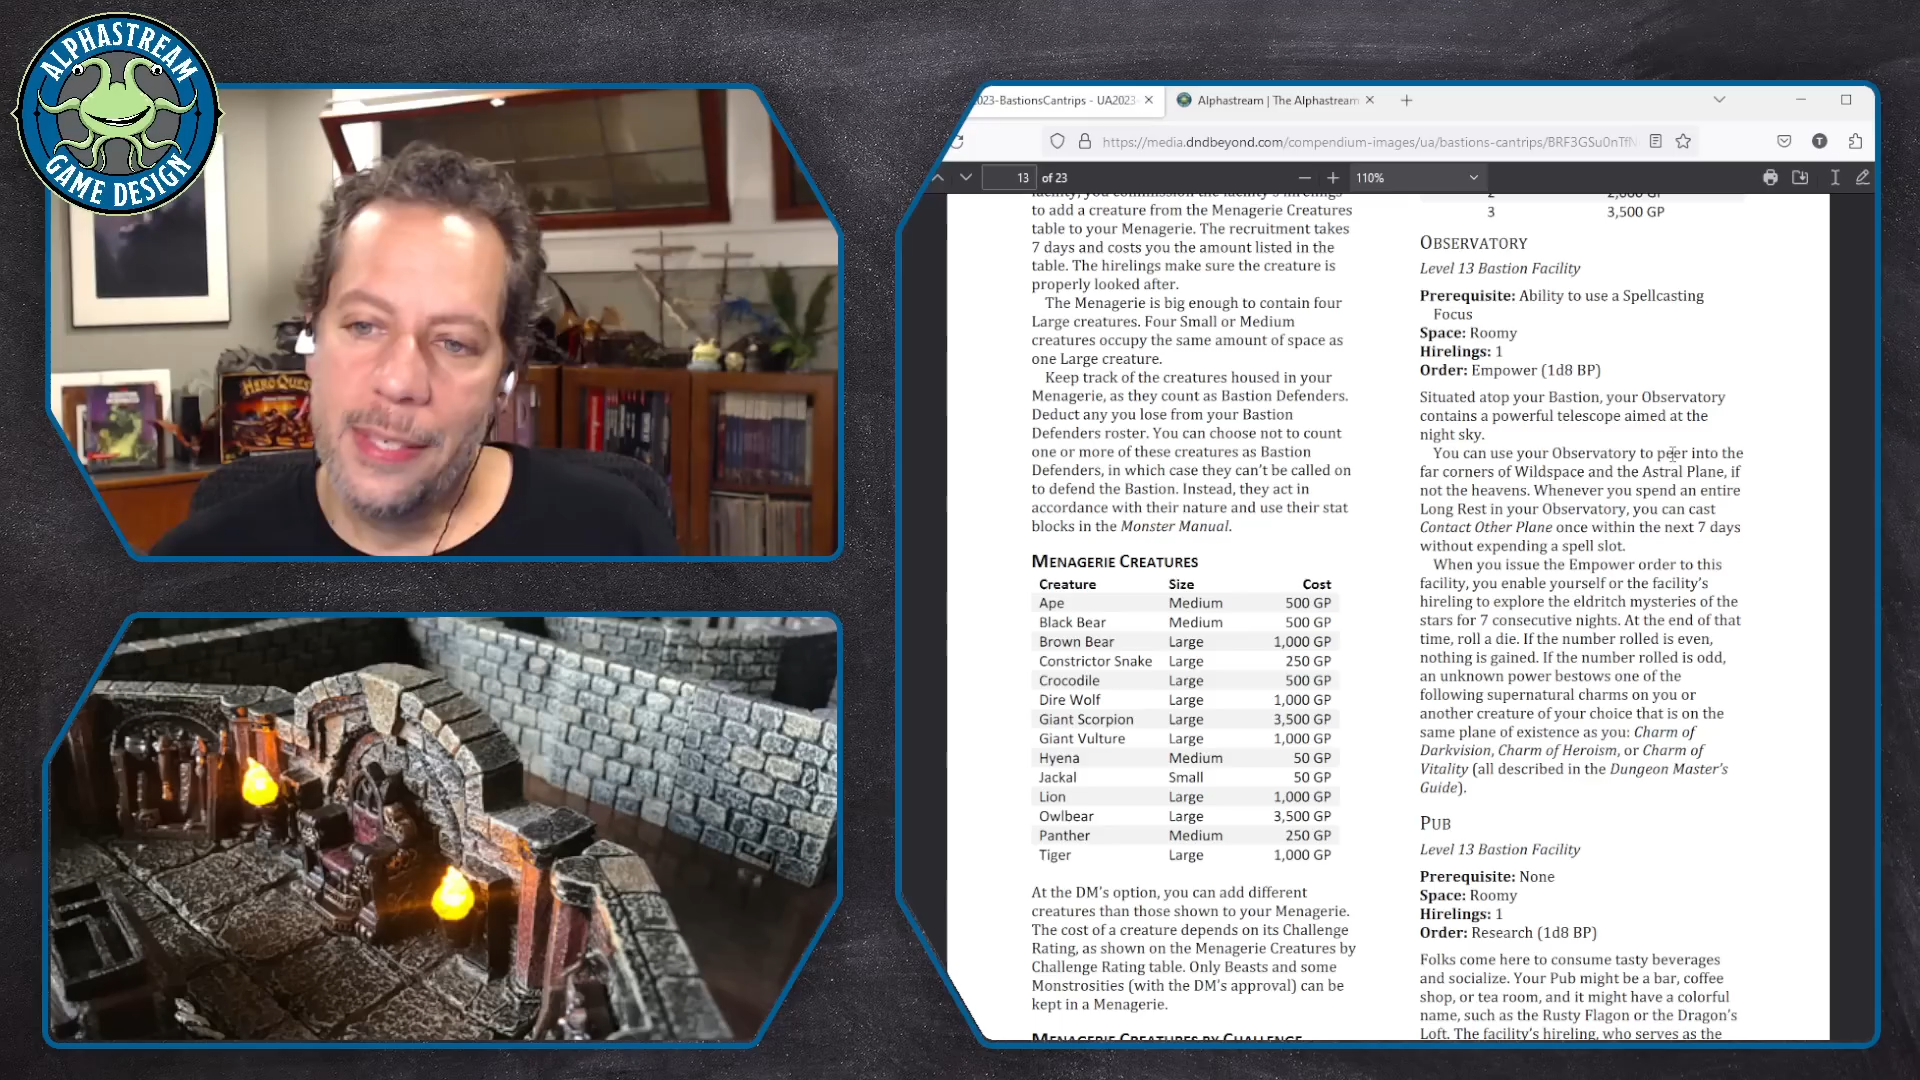 ALPHASTREAM
GAME DESIGN
HEROQUES
023-BastionsCantrips - UA2023-
Alphastream | The Alphastream
https://media.dndbeyond.com/compendium-images/ua/bastions-cantrips/BRF3GSu0nTfN
T
13 of 23
110%
facility, you commission the facility's hirelings
to add a creature from the Menagerie Creatures
table to your Menagerie. The recruitment takes
7 days and costs you the amount listed in the
table. The hirelings make sure the creature is
properly looked after.
The Menagerie is big enough to contain four
Large creatures. Four Small or Medium
creatures occupy the same amount of space as
one Large creature.
Keep track of the creatures housed in your
Menagerie, as they count as Bastion Defenders.
Deduct any you lose from your Bastion
Defenders roster. You can choose not to count
one or more of these creatures as Bastion
Defenders, in which case they can't be called on
to defend the Bastion. Instead, they act in
accordance with their nature and use their stat
blocks in the Monster Manual.
MENAGERIE CREATURES
Creature Size Cost
Ape Medium 500 GP
Black Bear Medium 500 GP
Brown Bear Large 1,000 GP
Constrictor Snake Large 250 GP
Crocodile Large 500 GP
Dire Wolf Large 1,000 GP
Giant Scorpion Large 3,500 GP
Giant Vulture Large 1,000 GP
Hyena Medium 50 GP
Jackal Small 50 GP
Lion Large 1,000 GP
Owlbear Large 3,500 GP
Panther Medium 250 GP
Tiger Large 1,000 GP
At the DM's option, you can add different
creatures than those shown to your Menagerie.
The cost of a creature depends on its Challenge
Rating, as shown on the Menagerie Creatures by
Challenge Rating table. Only Beasts and some
Monstrosities (with the DM's approval) can be
kept in a Menagerie.
MENAGERIE CREATURES BY CHALLENGE
2 2,000 GP
3 3,500 GP
OBSERVATORY
Level 13 Bastion Facility
Prerequisite: Ability to use a Spellcasting
Focus
Space: Roomy
Hirelings: 1
Order: Empower (1d8 BP)
Situated atop your Bastion, your Observatory
contains a powerful telescope aimed at the
night sky.
You can use your Observatory to peer into the
far corners of Wildspace and the Astral Plane, if
not the heavens. Whenever you spend an entire
Long Rest in your Observatory, you can cast
Contact Other Plane once within the next 7 days
without expending a spell slot.
When you issue the Empower order to this
facility, you enable yourself or the facility's
hireling to explore the eldritch mysteries of the
stars for 7 consecutive nights. At the end of that
time, roll a die. If the number rolled is even,
nothing is gained. If the number rolled is odd,
an unknown power bestows one of the
following supernatural charms on you or
another creature of your choice that is on the
same plane of existence as you: Charm of
Darkvision, Charm of Heroism, or Charm of
Vitality (all described in the Dungeon Master's
Guide).
PUB
Level 13 Bastion Facility
Prerequisite: None
Space: Roomy
Hirelings: 1
Order: Research (1d8 BP)
Folks come here to consume tasty beverages
and socialize. Your Pub might be a bar, coffee
shop, or tea room, and it might have a colorful
name, such as the Rusty Flagon or the Dragon's
Loft. The facility's hireling, who serves as the